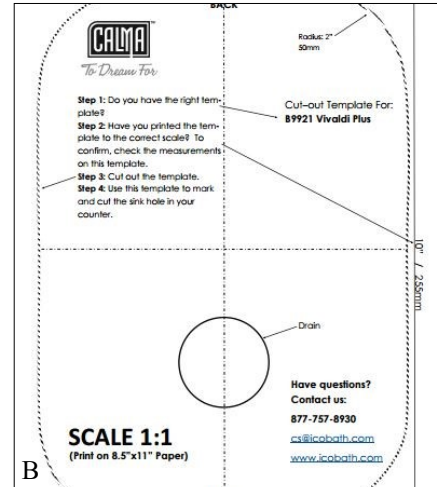 BACK
CALMA
To Dream For
Radius: 2"
50mm
Step 1: Do you have the right tem-
plate?
Step 2: Have you printed the tem-
plate to the correct scale? To
confirm, check the measurements
on this template.
Step 3: Cut out the template.
Step 4: Use this template to mark
and cut the sink hole in your
counter.
Cut-out Template For:
B9921 Vivaldi Plus
10" / 255mm
Drain
Have questions?
Contact us:
877-757-8930
cs@icobath.com
www.icobath.com
SCALE 1:1
(Print on 8.5"x11" Paper)
B